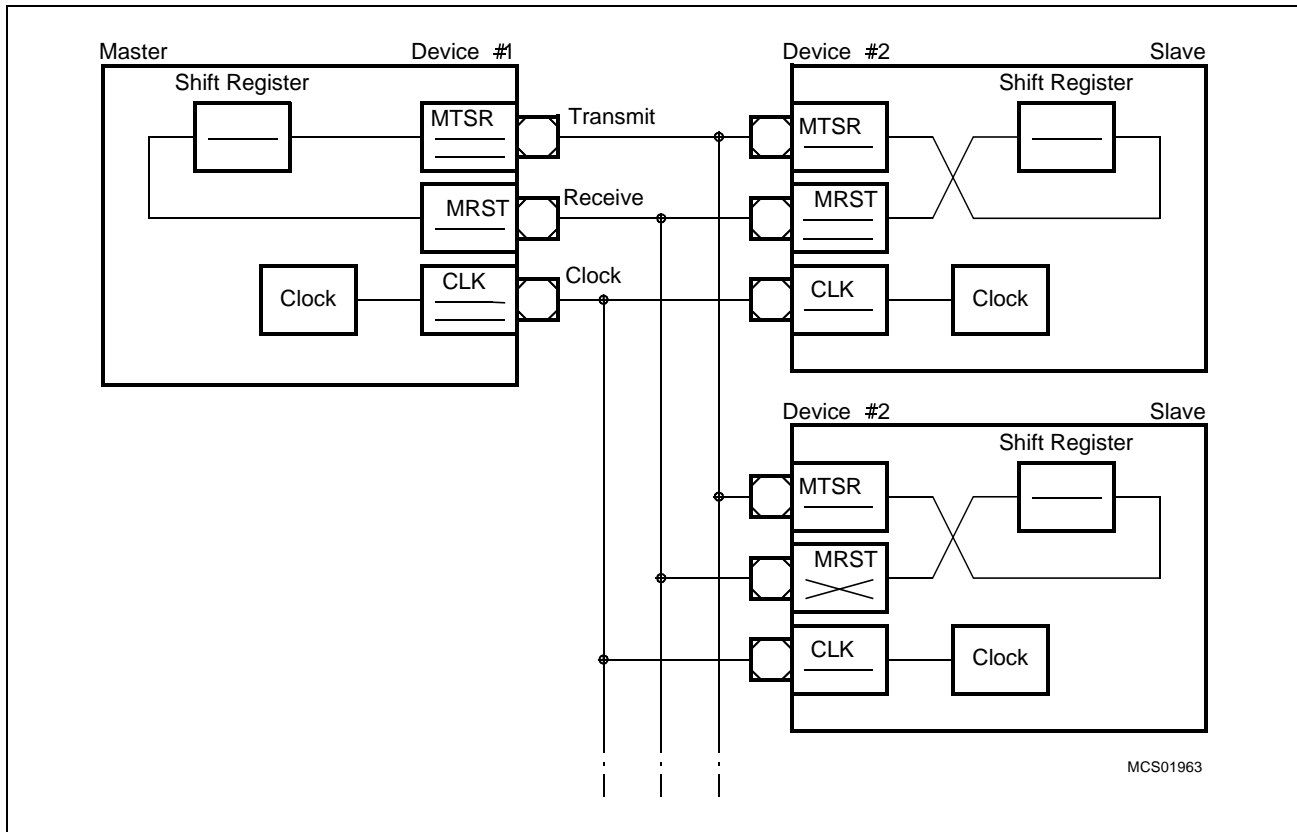 Master Device #1
Shift Register
MTSR
Transmit
MRST
Receive
CLK
Clock
Clock
Device #2 Slave
Shift Register
MTSR
MRST
CLK
Clock
Device #2 Slave
Shift Register
MTSR
MRST
CLK
Clock
MCS01963